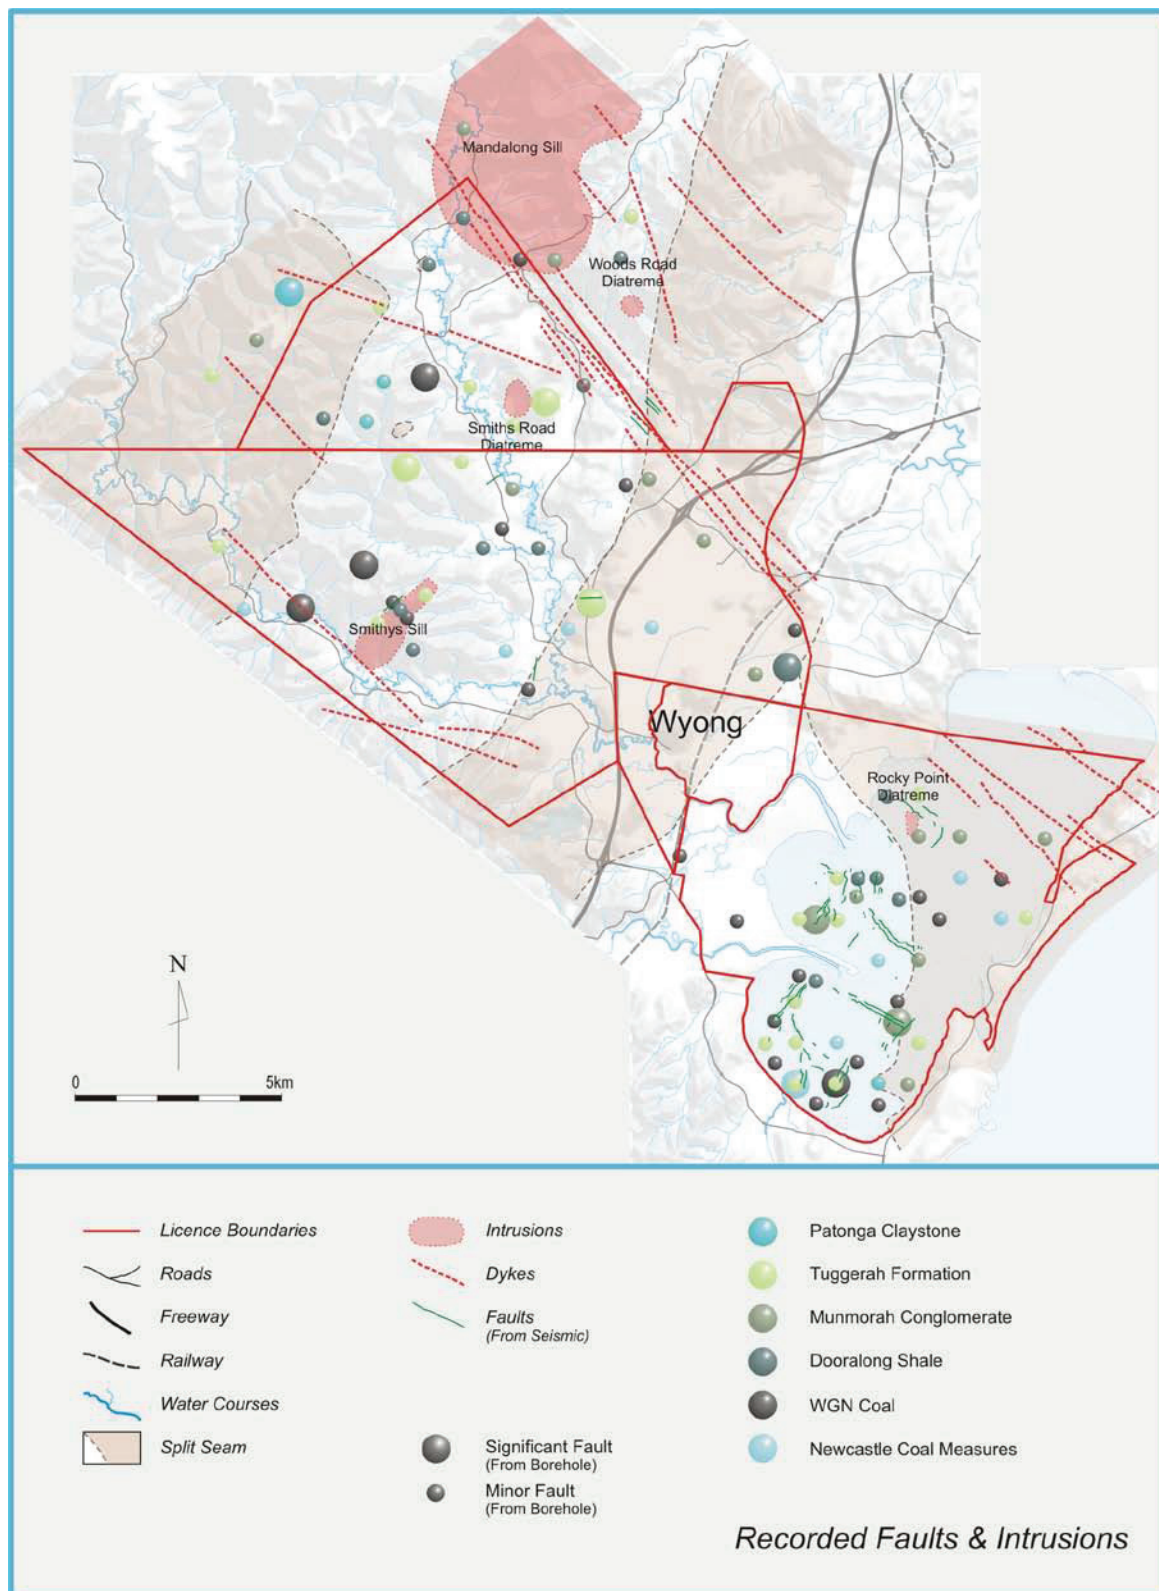 Mandalong Sill
Woods Road
Diatreme
Smiths Road
Diatreme
Smithys Sill
Wyong
Rocky Point
Diatreme
N
0
5km
Licence Boundaries
Roads
Freeway
Railway
Water Courses
Split Seam
Intrusions
Dykes
Faults
(From Seismic)
Significant Fault
(From Borehole)
Minor Fault
(From Borehole)
Patonga Claystone
Tuggerah Formation
Munmorah Conglomerate
Dooralong Shale
WGN Coal
Newcastle Coal Measures
Recorded Faults & Intrusions